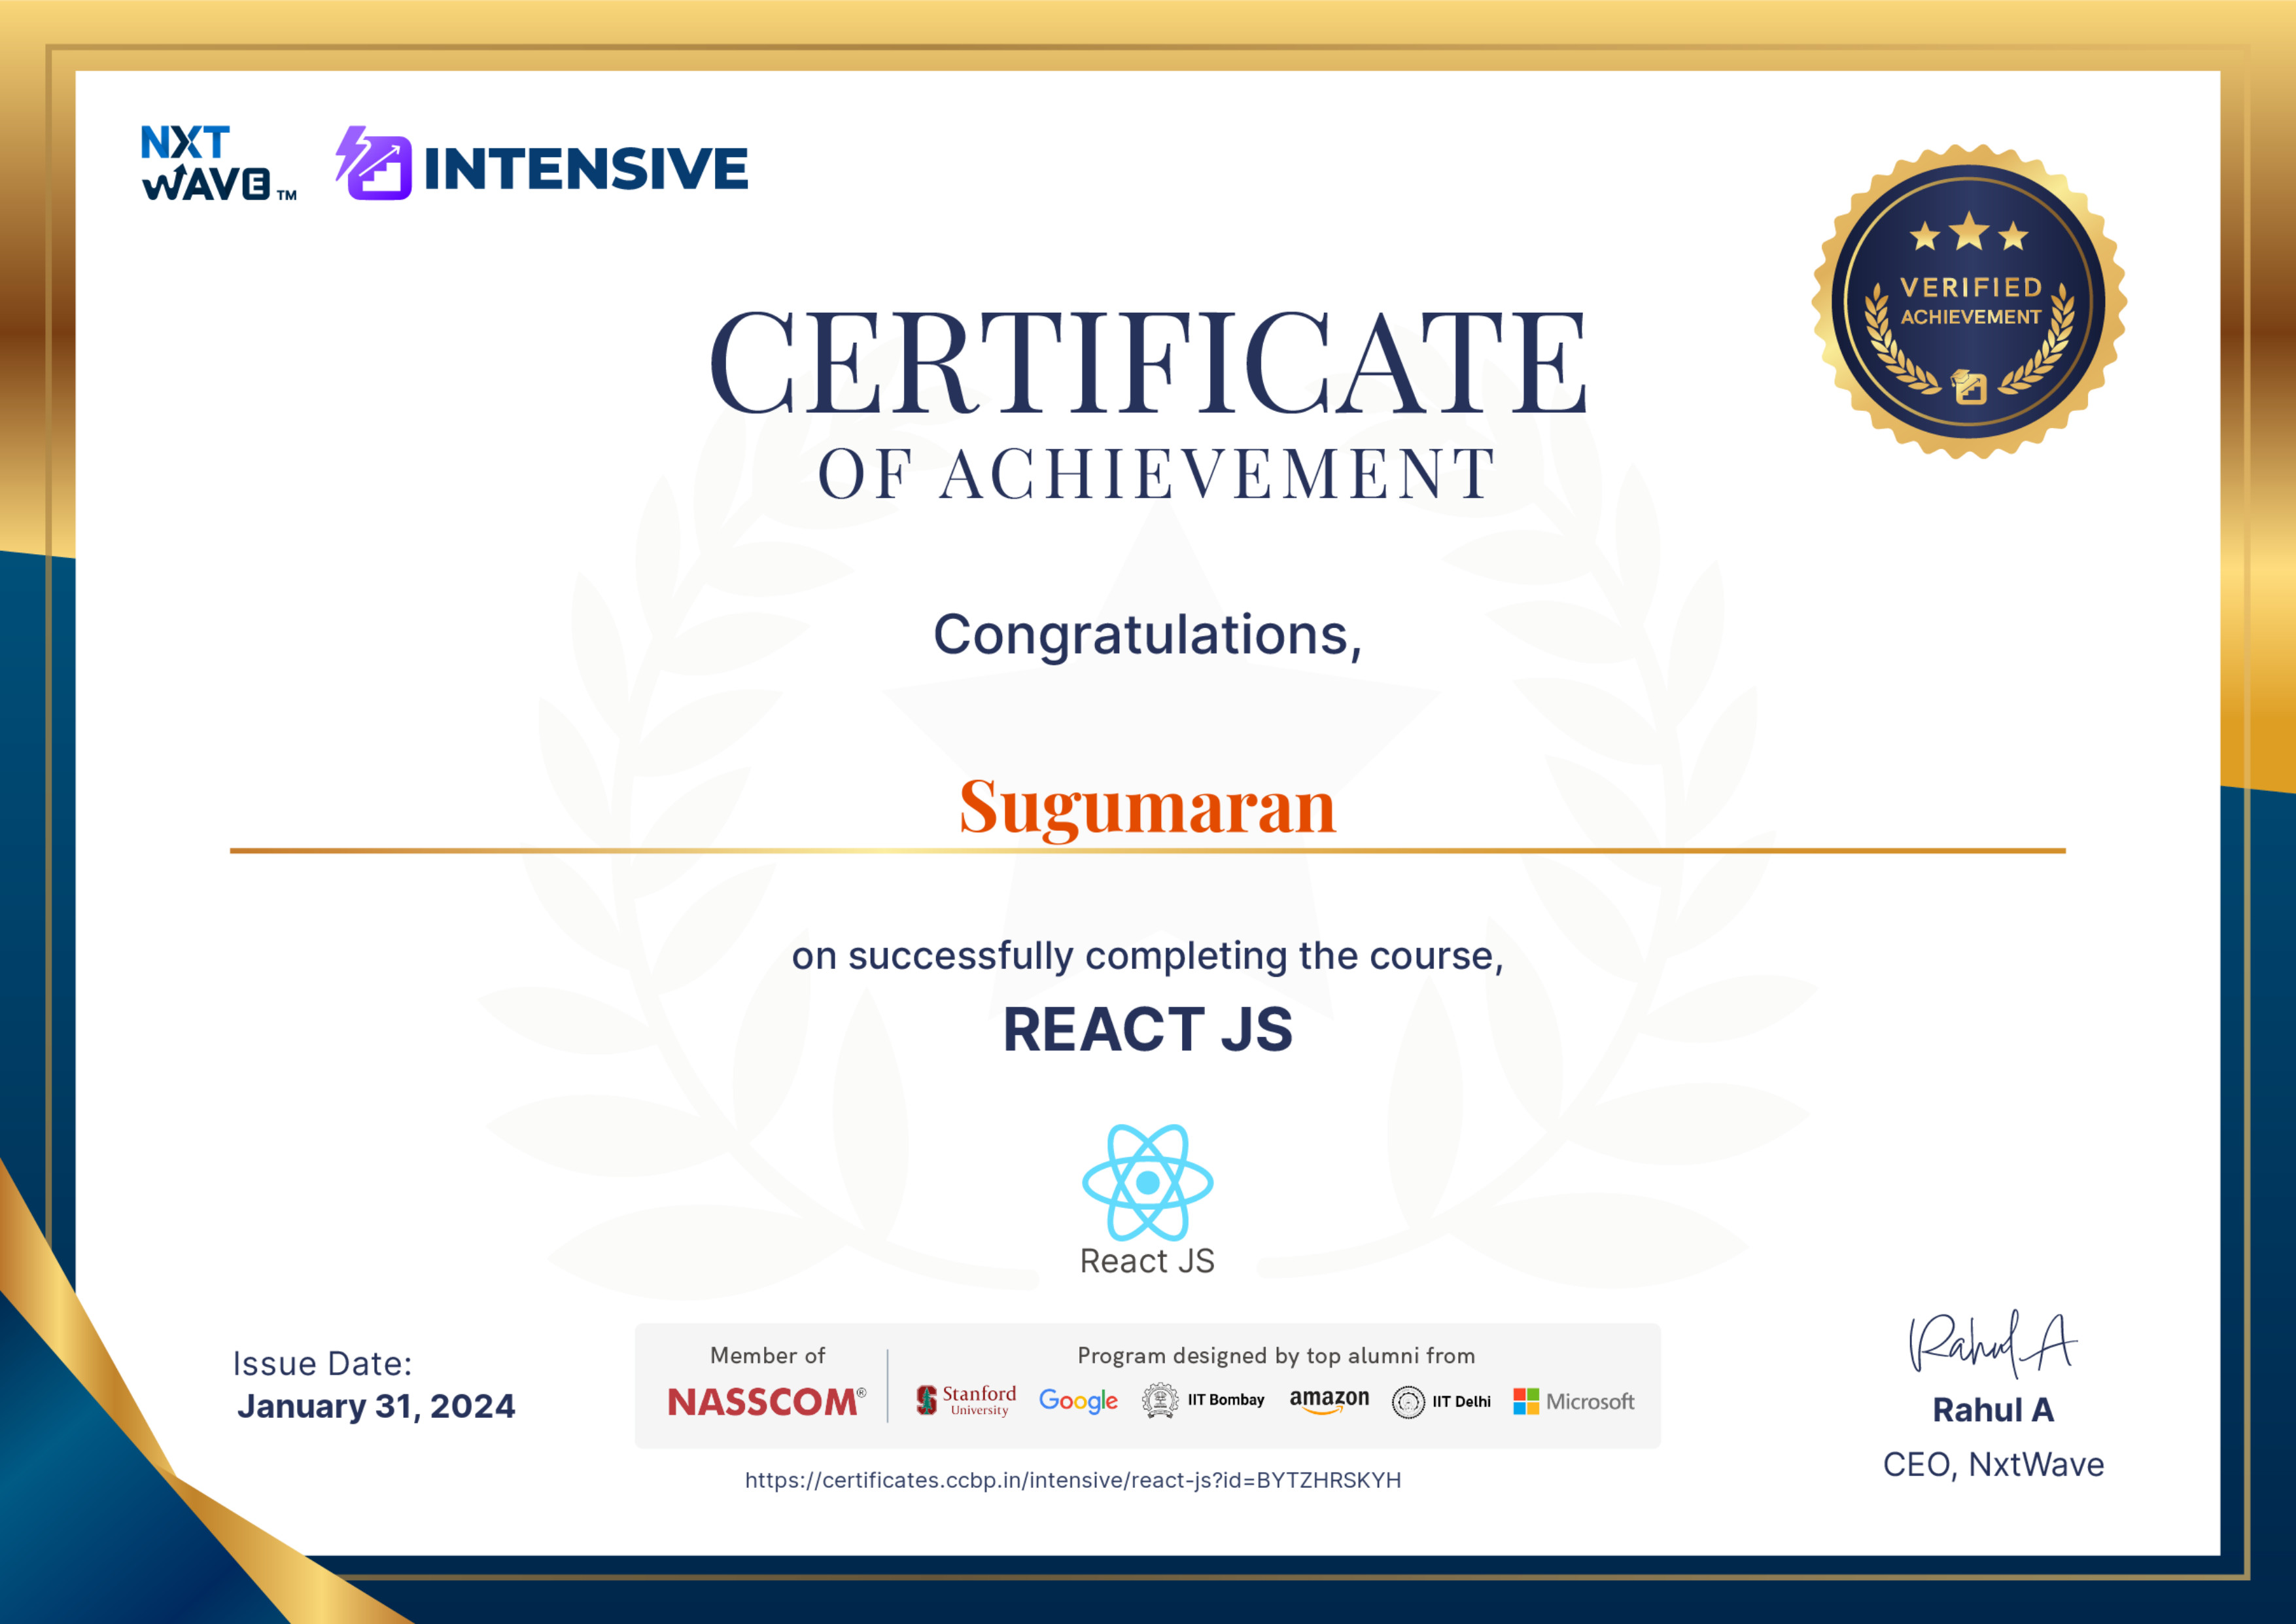 NXT
WAVE TM
INTENSIVE
VERIFIED
ACHIEVEMENT
CERTIFICATE
OF ACHIEVEMENT
Congratulations,
Sugumaran
on successfully completing the course,
REACT JS
React JS
Issue Date:
January 31, 2024
Member of
NASSCOM®
Program designed by top alumni from
Stanford
University
Google
IIT Bombay
amazon
IIT Delhi
Microsoft
https://certificates.ccbp.in/intensive/react-js?id=BYTZHRSKYH
Rahul A
Rahul A
CEO, NxtWave